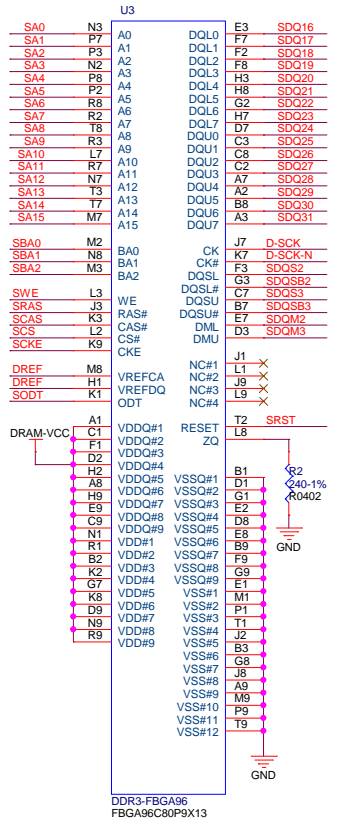 U3
SA0 N3 A0 DQL0 E3 SDQ16
SA1 P7 A1 DQL1 F7 SDQ17
SA2 P3 A2 DQL2 F2 SDQ18
SA3 N2 A3 DQL3 F8 SDQ19
SA4 P8 A4 DQL4 H3 SDQ20
SA5 P2 A5 DQL5 H8 SDQ21
SA6 R8 A6 DQL6 G2 SDQ22
SA7 R2 A7 DQL7 H7 SDQ23
SA8 T8 A8 DQU0 D7 SDQ24
SA9 R3 A9 DQU1 C3 SDQ25
SA10 L7 A10 DQU2 C8 SDQ26
SA11 R7 A11 DQU3 C2 SDQ27
SA12 N7 A12 DQU4 A7 SDQ28
SA13 T3 A13 DQU5 A2 SDQ29
SA14 T7 A14 DQU6 B8 SDQ30
SA15 M7 A15 DQU7 A3 SDQ31
SBA0 M2 BA0 CK J7 D-SCK
SBA1 N8 BA1 CK# K7 D-SCK-N
SBA2 M3 BA2 DQSL F3 SDQS2
DQSL# G3 SDQSB2
SWE L3 WE DQSU C7 SDQS3
SRAS J3 RAS# DQSU# B7 SDQSB3
SCAS K3 CAS# DML E7 SDQM2
SCS L2 CS# DMU D3 SDQM3
SCKE K9 CKE
NC#1 J1
DREF M8 VREFCA NC#2 L1
DREF H1 VREFDQ NC#3 J9
SODT K1 ODT NC#4 L9
A1 VDDQ#1 RESET T2 SRST
DRAM-VCC C1 VDDQ#2 ZQ L8
F1 VDDQ#3
D2 VDDQ#4
H2 VDDQ#5 VSSQ#1 B1 R2
A8 VDDQ#6 VSSQ#2 D1 240-1%
H9 VDDQ#7 VSSQ#3 G1 R0402
E9 VDDQ#8 VSSQ#4 E2
C9 VDDQ#9 VSSQ#5 D8
N1 VDD#1 VSSQ#6 E8 GND
R1 VDD#2 VSSQ#7 B9
B2 VDD#3 VSSQ#8 F9
K2 VDD#4 VSSQ#9 G9
G7 VDD#5 VSS#1 E1
K8 VDD#6 VSS#2 M1
D9 VDD#7 VSS#3 P1
N9 VDD#8 VSS#4 T1
R9 VDD#9 VSS#5 J2
VSS#6 B3
VSS#7 G8
VSS#8 J8
VSS#9 A9
VSS#10 M9
VSS#11 P9
VSS#12 T9
GND
DDR3-FBGA96
FBGA96C80P9X13